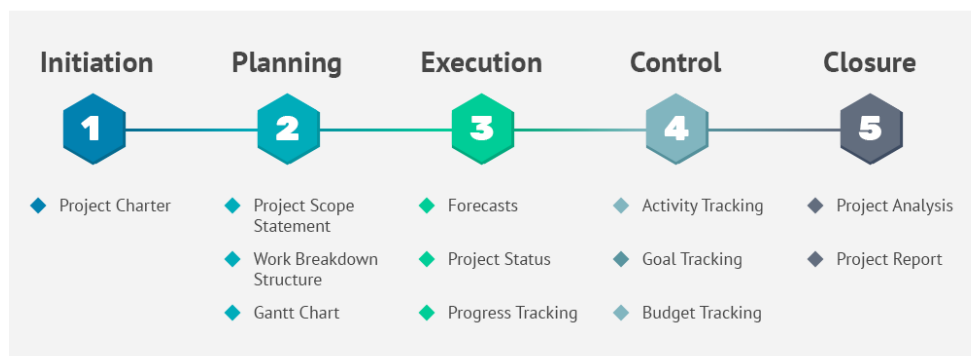 Initiation
Planning
Execution
Control
Closure
1
2
3
4
5
Project Charter
Project Scope
Statement
Work Breakdown
Structure
Gantt Chart
Forecasts
Project Status
Progress Tracking
Activity Tracking
Goal Tracking
Budget Tracking
Project Analysis
Project Report